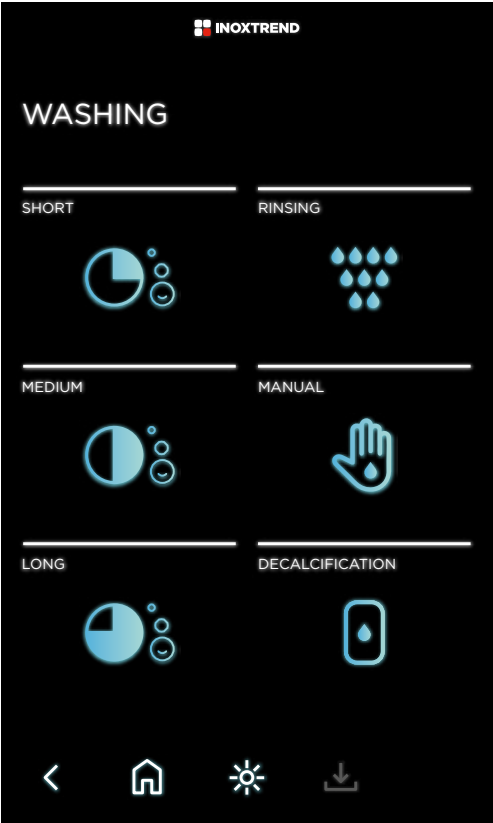 INOXTREND
WASHING
SHORT
RINSING
MEDIUM
MANUAL
LONG
DECALCIFICATION